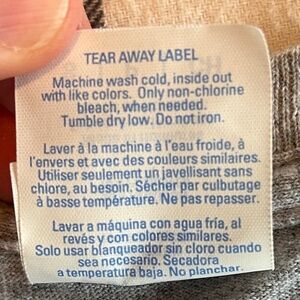 TEAR AWAY LABEL
Machine wash cold, inside out
with like colors. Only non-chlorine
bleach, when needed.
Tumble dry low. Do not iron.
Laver à la machine à l'eau froide, à
l'envers et avec des couleurs similaires.
Utiliser seulement un javellisant sans
chlore, au besoin. Sécher par culbutage
à basse température. Ne pas repasser.
Lavar a máquina con agua fría, al
revés y con colores similares.
Solo usar blanqueador sin cloro cuando
sea necesario. Secadora
a temperatura baja. No planchar.